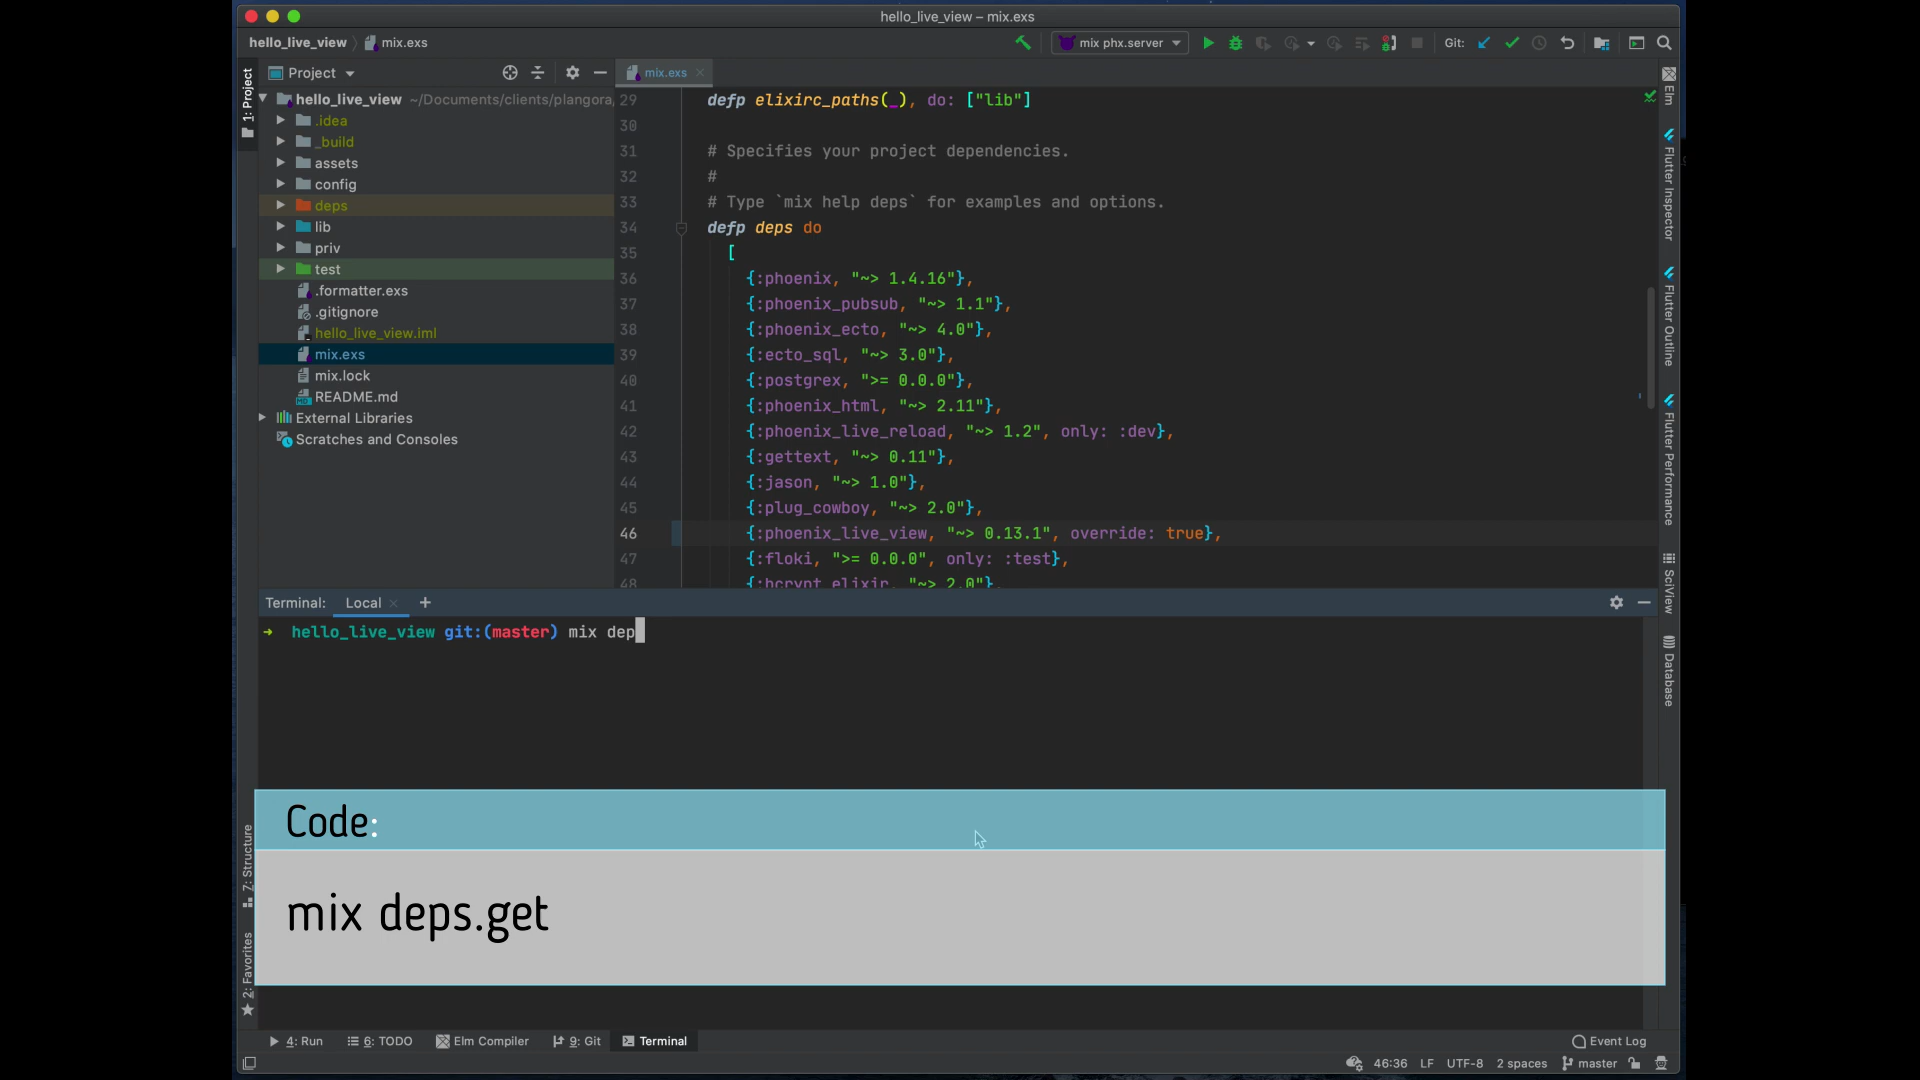 hello_live_view – mix.exs
hello_live_view mix.exs
mix phx.server
Git:
1: Project
Project
mix.exs
hello_live_view ~/Documents/clients/plangora,
.idea
_build
assets
config
deps
lib
priv
test
.formatter.exs
.gitignore
hello_live_view.iml
mix.exs
mix.lock
README.md
External Libraries
Scratches and Consoles
29 defp elixirc_paths(_), do: ["lib"]
30
31 # Specifies your project dependencies.
32 #
33 # Type `mix help deps` for examples and options.
34 defp deps do
35 [
36 {:phoenix, "~> 1.4.16"},
37 {:phoenix_pubsub, "~> 1.1"},
38 {:phoenix_ecto, "~> 4.0"},
39 {:ecto_sql, "~> 3.0"},
40 {:postgrex, ">= 0.0.0"},
41 {:phoenix_html, "~> 2.11"},
42 {:phoenix_live_reload, "~> 1.2", only: :dev},
43 {:gettext, "~> 0.11"},
44 {:jason, "~> 1.0"},
45 {:plug_cowboy, "~> 2.0"},
46 {:phoenix_live_view, "~> 0.13.1", override: true},
47 {:floki, ">= 0.0.0", only: :test},
48 {:bcrypt_elixir, "~> 2.0"},
Elm
Flutter Inspector
Flutter Outline
Flutter Performance
SciView
Database
Terminal: Local +
➜ hello_live_view git:(master) mix dep
Code:
mix deps.get
7: Structure
2: Favorites
4: Run
6: TODO
Elm Compiler
9: Git
Terminal
Event Log
46:36 LF UTF-8 2 spaces master